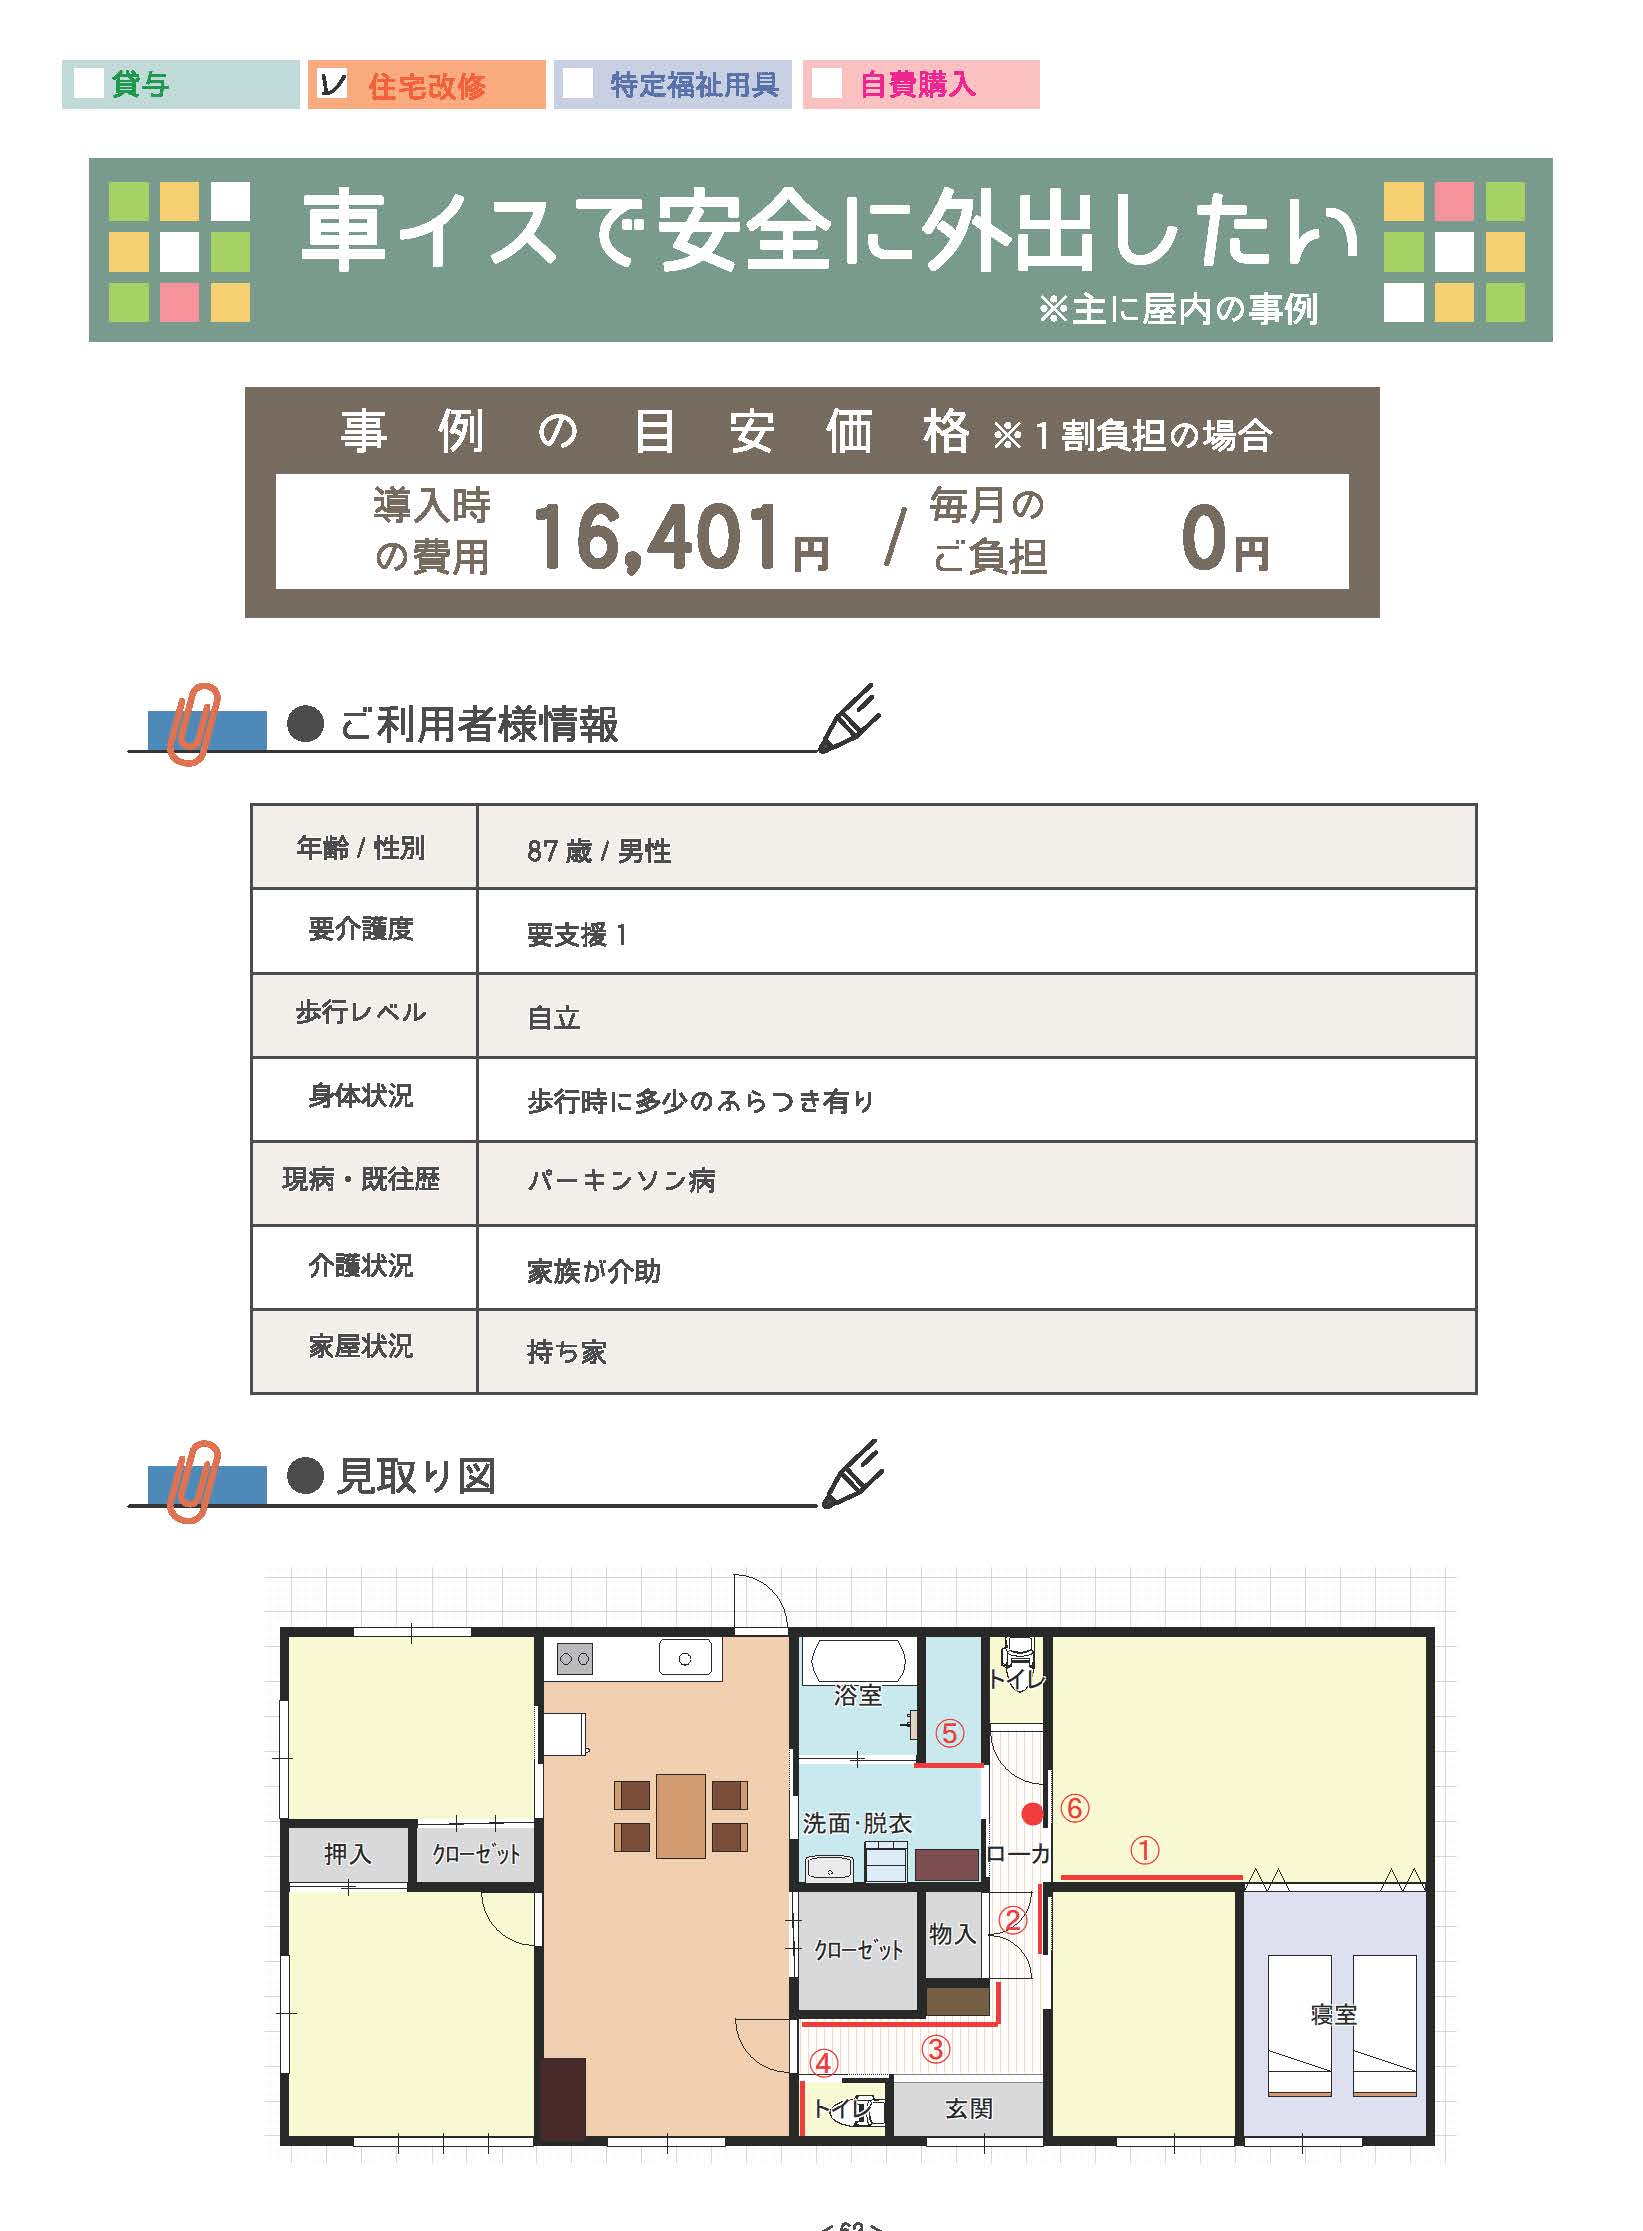 貸与
レ 住宅改修
特定福祉用具
自費購入
車イスで安全に外出したい
※主に屋内の事例
事例の目安価格 ※1割負担の場合
導入時の費用 16,401円 / 毎月のご負担 0円
● ご利用者様情報
年齢 / 性別 87 歳 / 男性
要介護度 要支援 1
歩行レベル 自立
身体状況 歩行時に多少のふらつき有り
現病・既往歴 パーキンソン病
介護状況 家族が介助
家屋状況 持ち家
● 見取り図
トイレ
浴室
⑤
⑥
洗面・脱衣
押入
クローゼット
ローカ
①
②
物入
クローゼット
寝室
③
④
トイレ
玄関